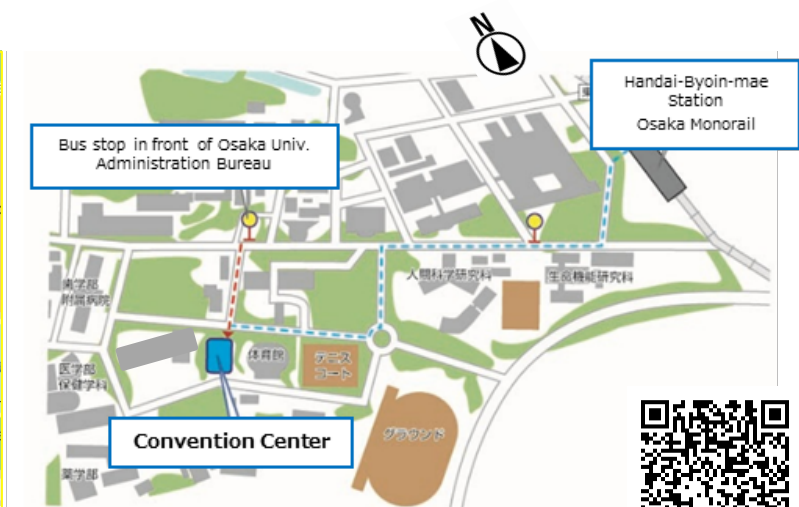 N
Handai-Byoin-mae
Station
Osaka Monorail
Bus stop in front of Osaka Univ.
Administration Bureau
人間科学研究科
生命機能研究科
歯学部
附属病院
体育館
テニス
コート
医学部
保健学科
Convention Center
グラウンド
薬学部